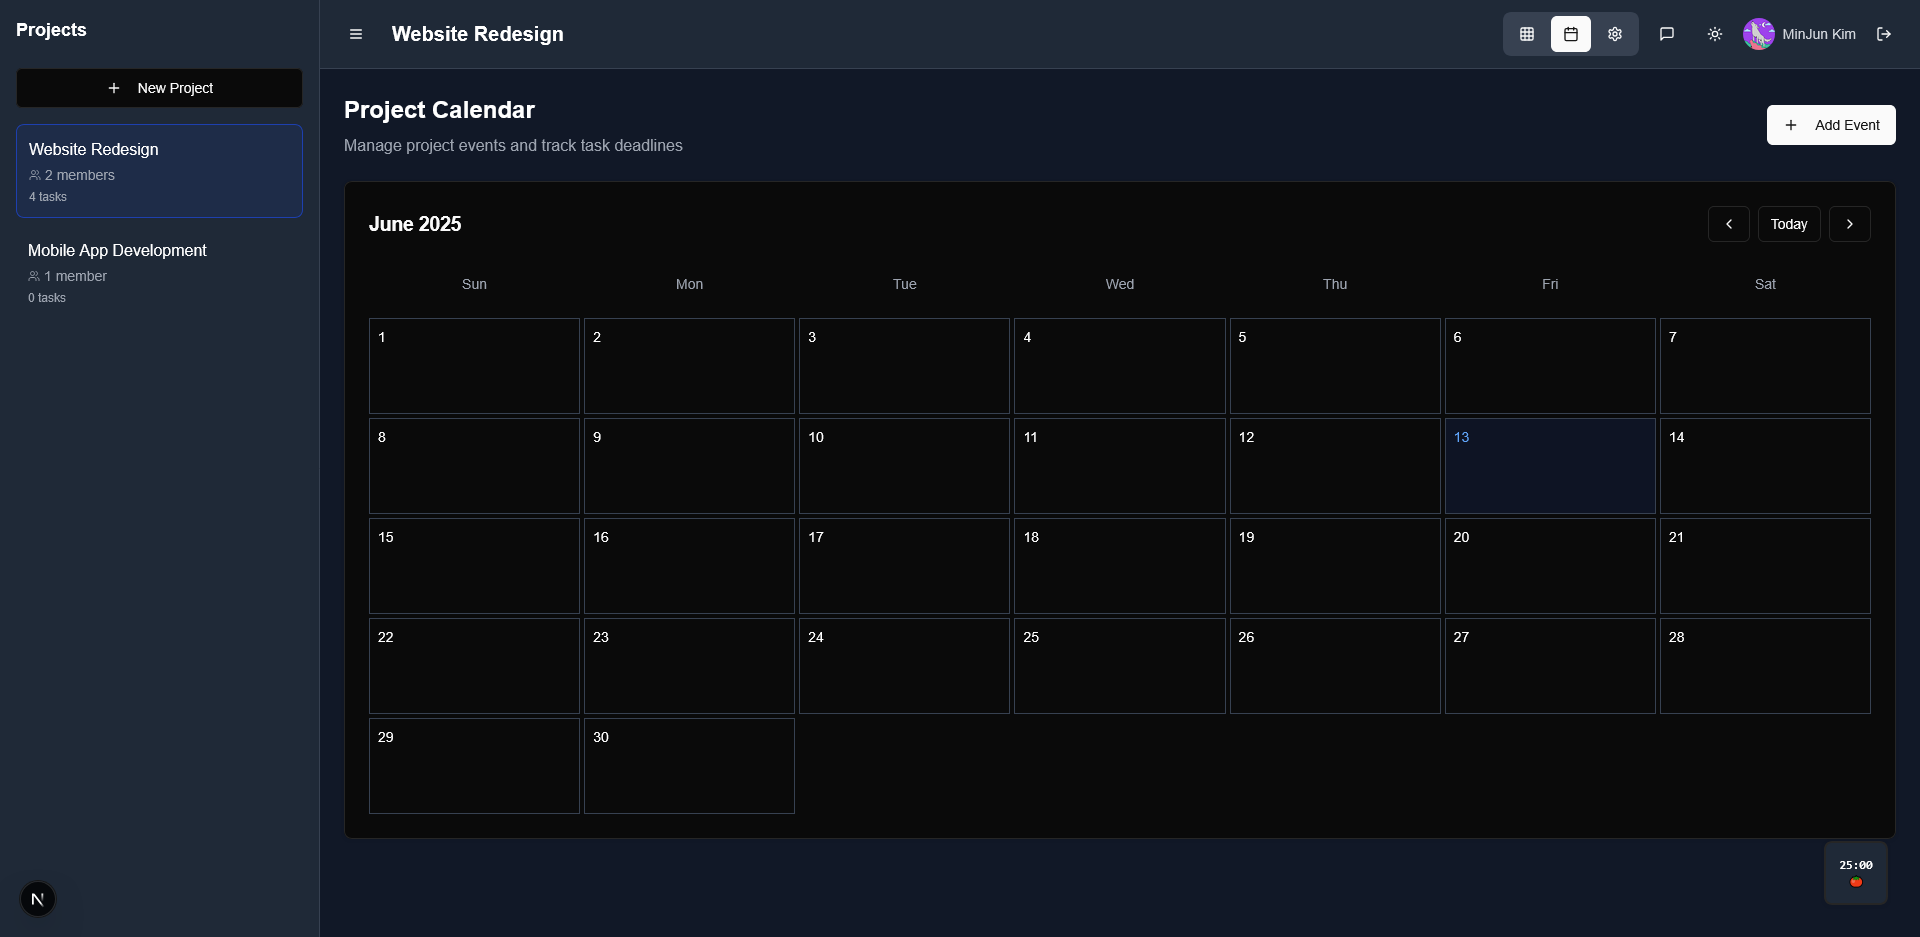 Projects
New Project
Website Redesign
2 members
4 tasks
Mobile App Development
1 member
0 tasks
Website Redesign
MinJun Kim
Project Calendar
Manage project events and track task deadlines
Add Event
June 2025
Today
Sun Mon Tue Wed Thu Fri Sat
1 2 3 4 5 6 7
8 9 10 11 12 13 14
15 16 17 18 19 20 21
22 23 24 25 26 27 28
29 30
25:00
N